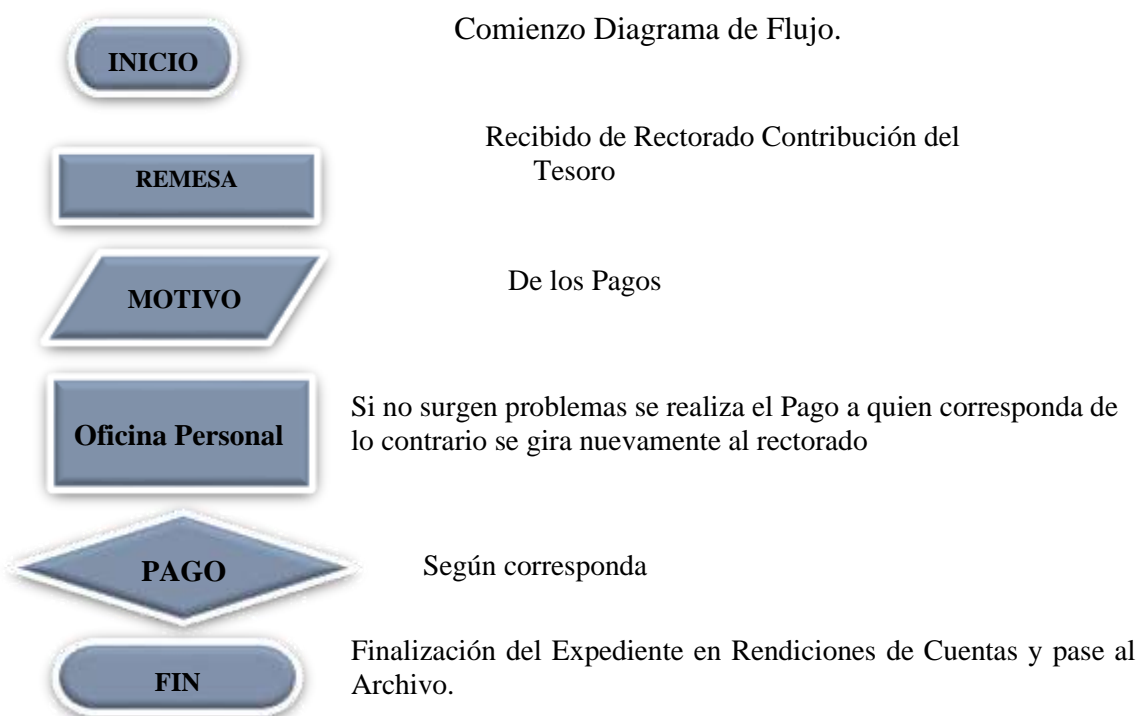 INICIO
Comienzo Diagrama de Flujo.
REMESA
Recibido de Rectorado Contribución del
Tesoro
MOTIVO
De los Pagos
Oficina Personal
Si no surgen problemas se realiza el Pago a quien corresponda de
lo contrario se gira nuevamente al rectorado
PAGO
Según corresponda
FIN
Finalización del Expediente en Rendiciones de Cuentas y pase al
Archivo.